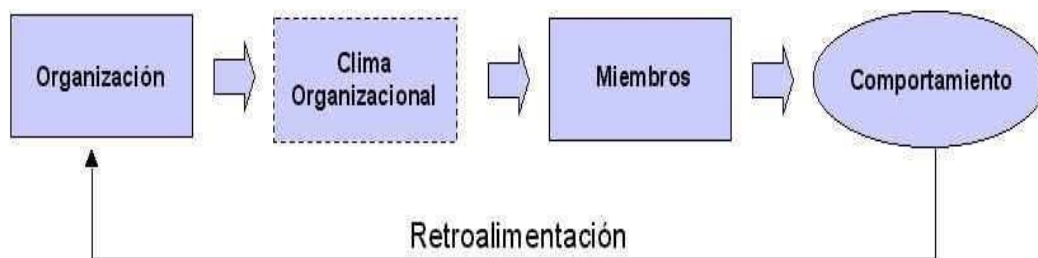 Organización
Clima
Organizacional
Miembros
Comportamiento
Retroalimentación